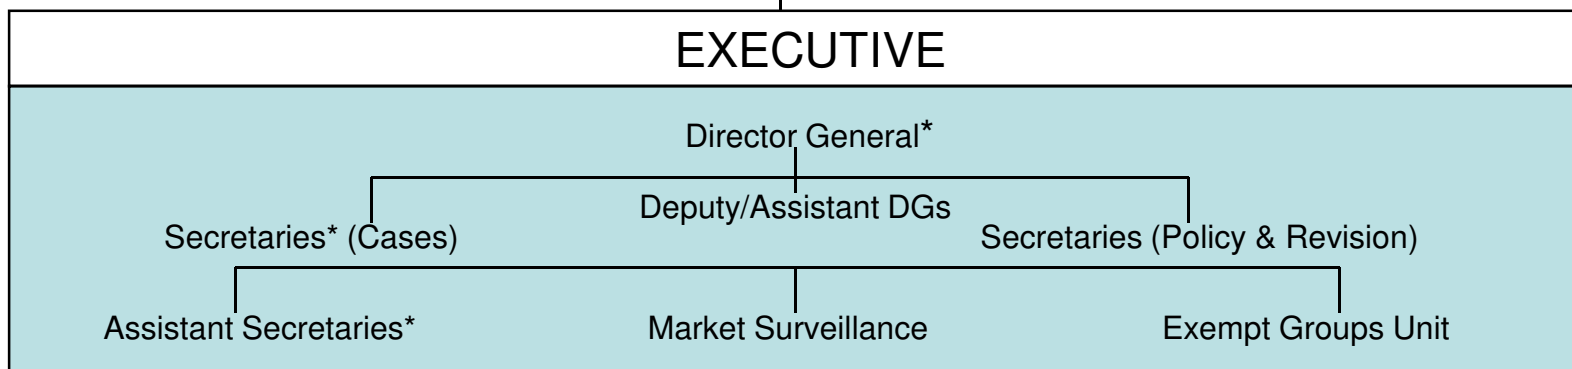 EXECUTIVE
Director General*
Deputy/Assistant DGs
Secretaries* (Cases)
Secretaries (Policy & Revision)
Assistant Secretaries*
Market Surveillance
Exempt Groups Unit